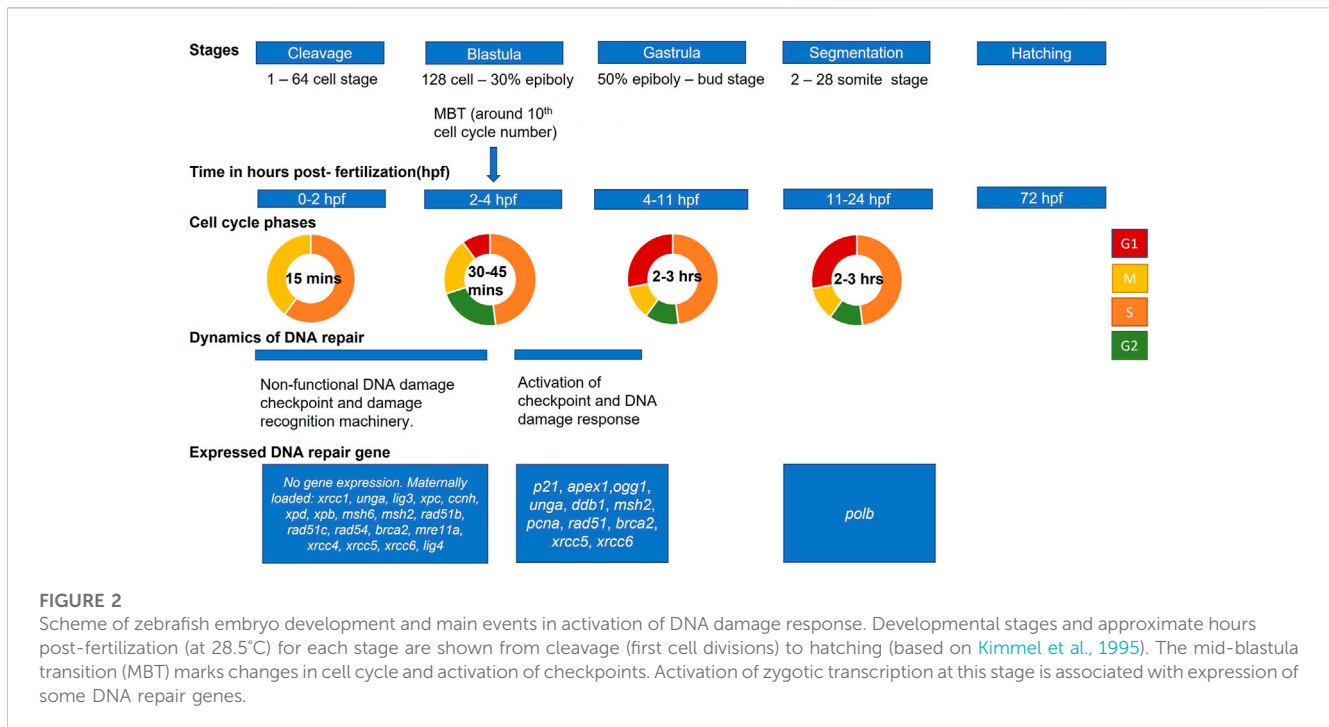 Stages
Cleavage
Blastula
Gastrula
Segmentation
Hatching
1 – 64 cell stage
128 cell – 30% epiboly
50% epiboly – bud stage
2 – 28 somite stage
MBT (around 10th
cell cycle number)
Time in hours post- fertilization(hpf)
0-2 hpf
2-4 hpf
4-11 hpf
11-24 hpf
72 hpf
Cell cycle phases
15 mins
30-45
mins
2-3 hrs
2-3 hrs
G1
M
S
G2
Dynamics of DNA repair
Non-functional DNA damage
checkpoint and damage
recognition machinery.
Activation of
checkpoint and DNA
damage response
Expressed DNA repair gene
No gene expression. Maternally
loaded: xrcc1, unga, lig3, xpc, ccnh,
xpd, xpb, msh6, msh2, rad51b,
rad51c, rad54, brca2, mre11a,
xrcc4, xrcc5, xrcc6, lig4
p21, apex1,ogg1,
unga, ddb1, msh2,
pcna, rad51, brca2,
xrcc5, xrcc6
polb
FIGURE 2
Scheme of zebrafish embryo development and main events in activation of DNA damage response. Developmental stages and approximate hours
post-fertilization (at 28.5°C) for each stage are shown from cleavage (first cell divisions) to hatching (based on Kimmel et al., 1995). The mid-blastula
transition (MBT) marks changes in cell cycle and activation of checkpoints. Activation of zygotic transcription at this stage is associated with expression of
some DNA repair genes.